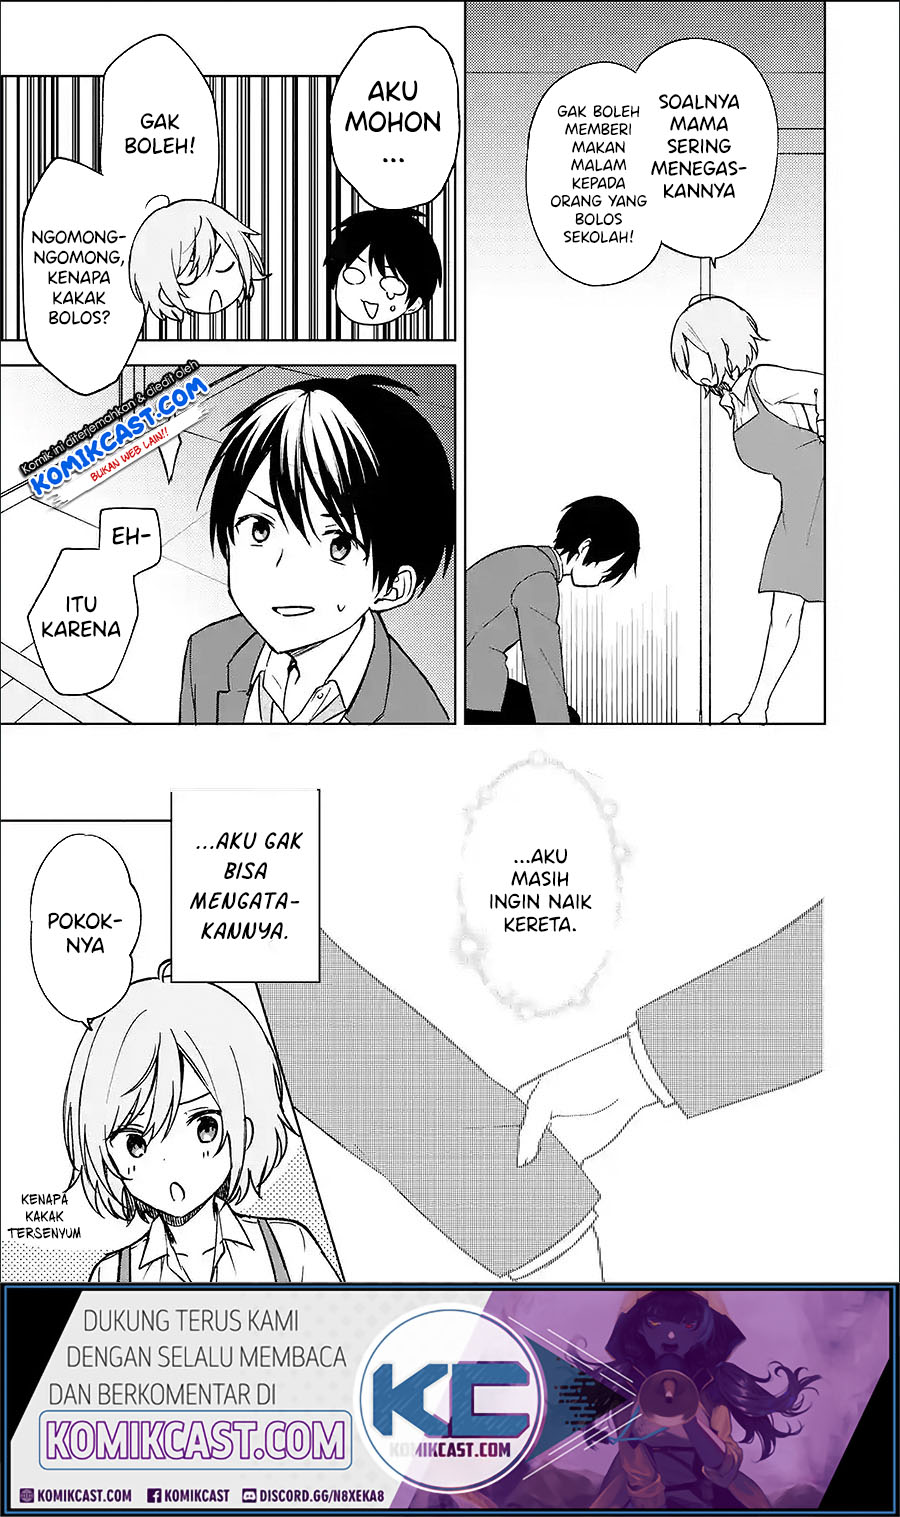 SOALNYA
MAMA
SERING
MENEGAS-
KANNYA
GAK BOLEH
MEMBERI
MAKAN
MALAM
KEPADA
ORANG YANG
BOLOS
SEKOLAH!
AKU
MOHON
...
GAK
BOLEH!
NGOMONG-
NGOMONG,
KENAPA
KAKAK
BOLOS?
Komik ini diterjemahkan & diedit oleh
KOMIKCAST.COM
BUKAN WEB LAIN!!
EH-
ITU
KARENA
...AKU
MASIH
INGIN NAIK
KERETA.
...AKU GAK
BISA
MENGATA-
KANNYA.
POKOK-
NYA
KENAPA
KAKAK
TERSENYUM
DUKUNG TERUS KAMI
DENGAN SELALU MEMBACA
DAN BERKOMENTAR DI
KOMIKCAST.COM
KC
KOMIKCAST.COM
KOMIKCAST.COM
KOMIKCAST
DISCORD.GG/N8XEKA8